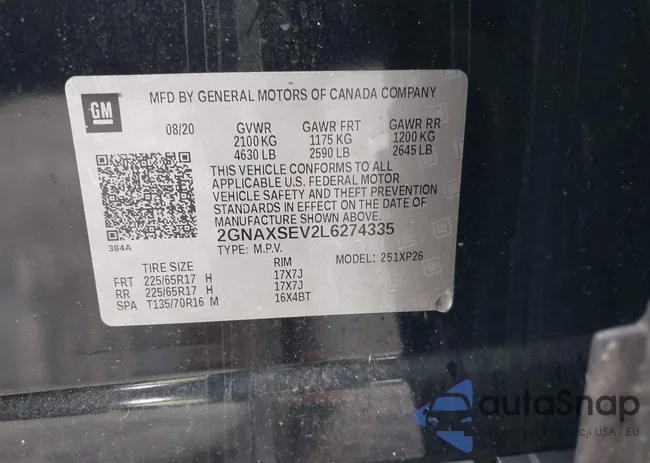 GM
MFD BY GENERAL MOTORS OF CANADA COMPANY
08/20 GVWR GAWR FRT GAWR RR
2100 KG 1175 KG 1200 KG
4630 LB 2590 LB 2645 LB
THIS VEHICLE CONFORMS TO ALL
APPLICABLE U.S. FEDERAL MOTOR
VEHICLE SAFETY AND THEFT PREVENTION
STANDARDS IN EFFECT ON THE DATE OF
MANUFACTURE SHOWN ABOVE.
384A
2GNAXSEV2L6274335
TYPE: M.P.V. MODEL: 251XP26
TIRE SIZE RIM
FRT 225/65R17 H 17X7J
RR 225/65R17 H 17X7J
SPA T135/70R16 M 16X4BT
autaSnap
USA - EU